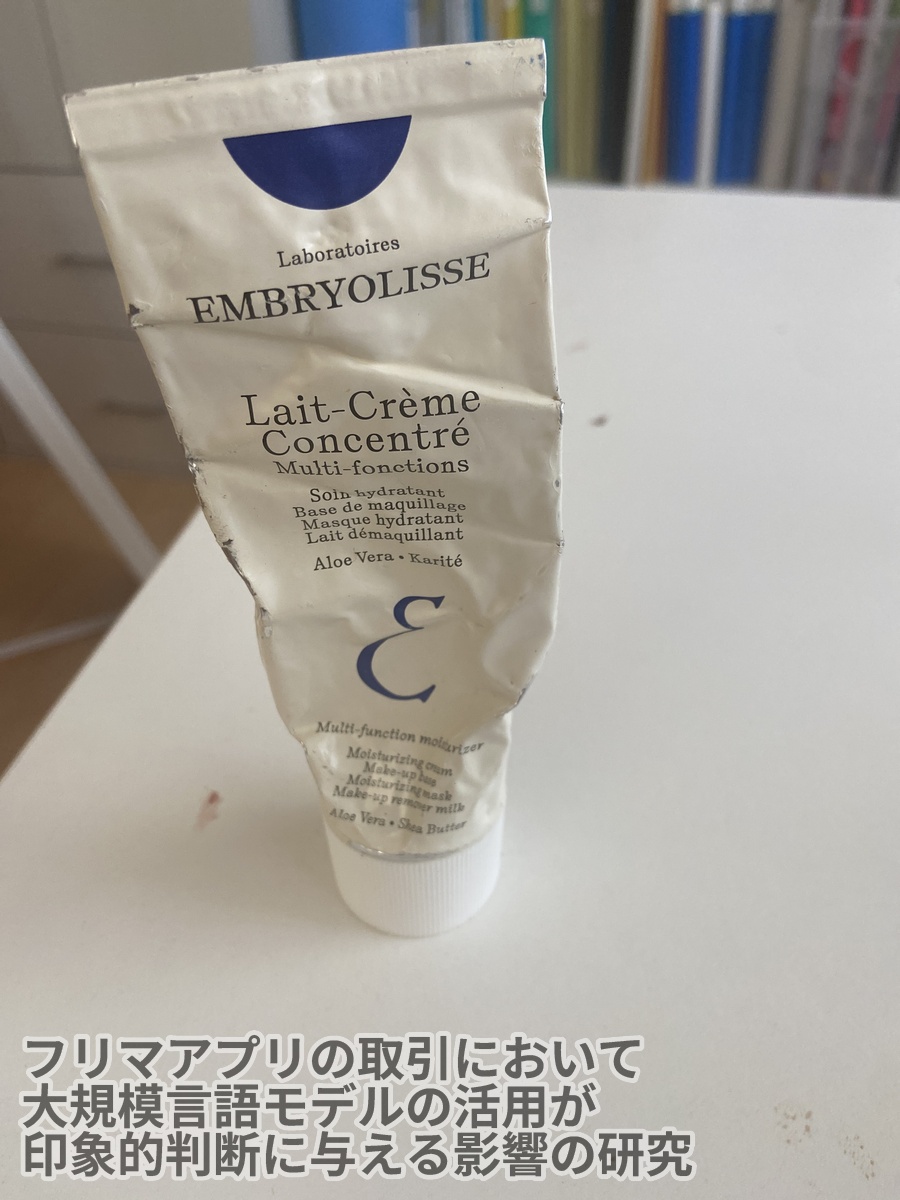 Laboratoires
EMBRYOLISSE
Lait-Crème
Concentré
Multi-fonctions
Soin hydratant
Base de maquillage
Masque hydratant
Lait démaquillant
Aloe Vera • Karité
ε
Multi-function moisturizer
Moisturizing cream
Make-up base
Moisturizing mask
Make-up remover milk
Aloe Vera • Shea Butter
フリマアプリの取引において
大規模言語モデルの活用が
印象的判断に与える影響の研究